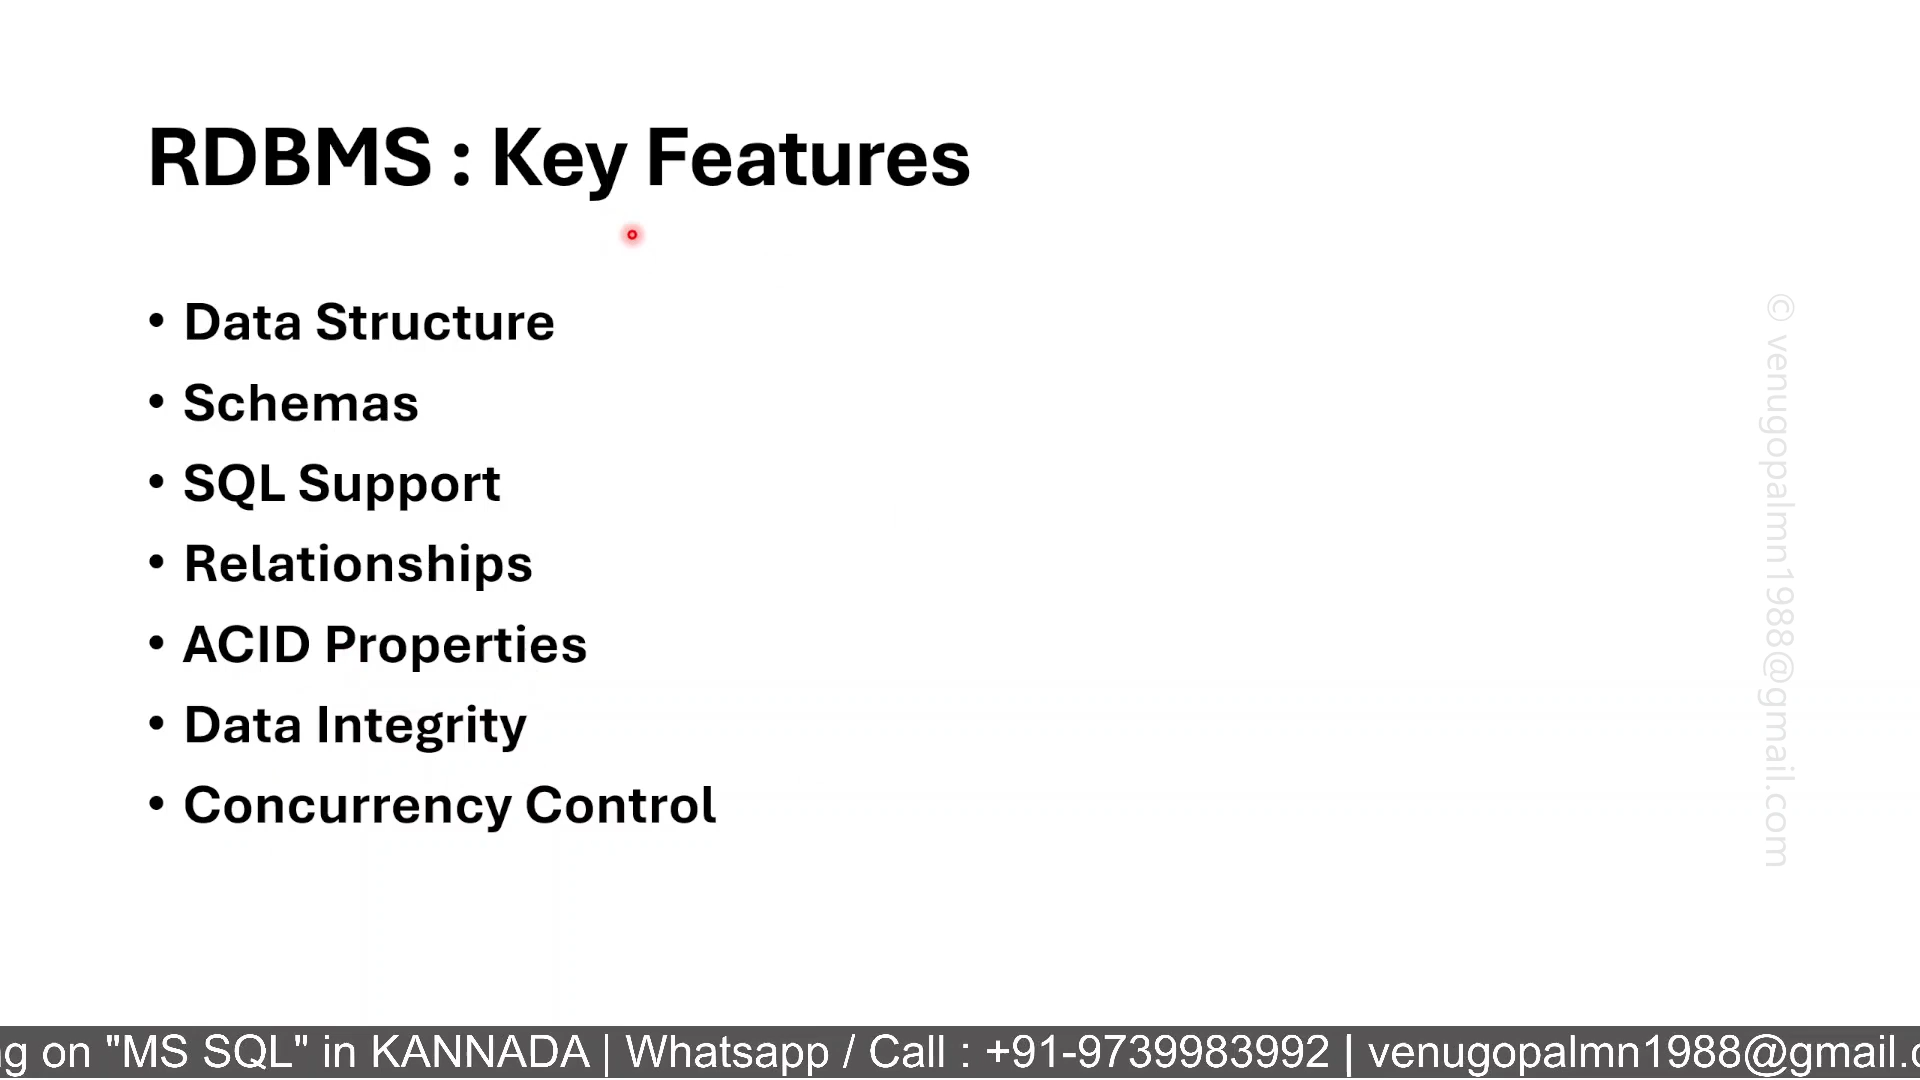 RDBMS : Key Features
• Data Structure
• Schemas
• SQL Support
• Relationships
• ACID Properties
• Data Integrity
• Concurrency Control
© venugopalmn1988@gmail.com
ng on "MS SQL" in KANNADA | Whatsapp / Call : +91-9739983992 | venugopalmn1988@gmail.c